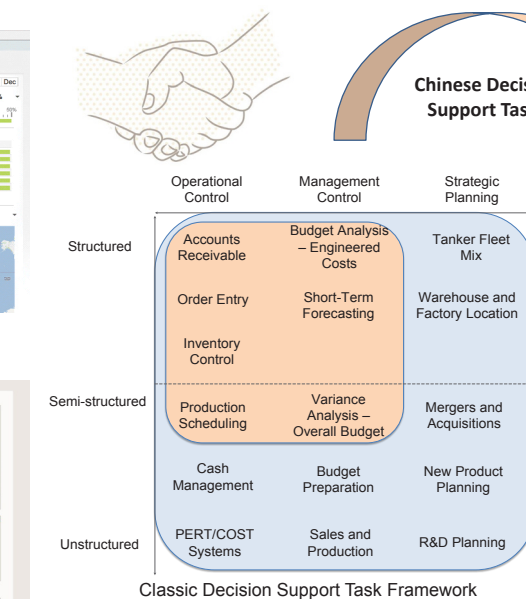 Dec
50%
Chinese Decis
Support Tas
Operational
Control
Management
Control
Strategic
Planning
Structured
Accounts
Receivable
Budget Analysis
– Engineered
Costs
Tanker Fleet
Mix
Order Entry
Short-Term
Forecasting
Warehouse and
Factory Location
Inventory
Control
Semi-structured
Production
Scheduling
Variance
Analysis –
Overall Budget
Mergers and
Acquisitions
Cash
Management
Budget
Preparation
New Product
Planning
Unstructured
PERT/COST
Systems
Sales and
Production
R&D Planning
Classic Decision Support Task Framework